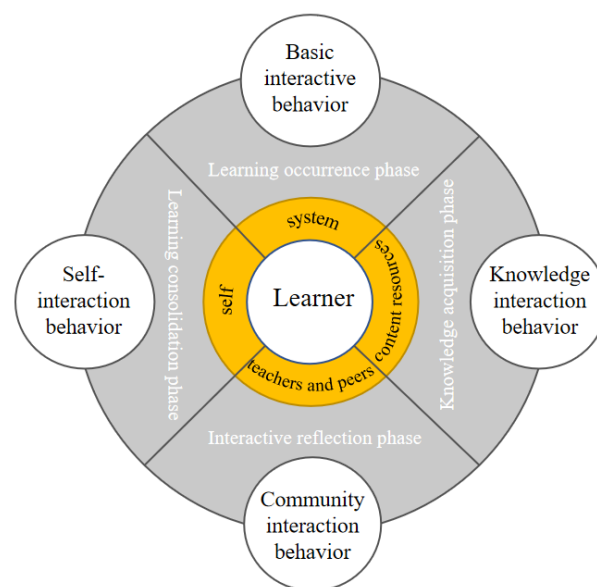 Basic
interactive
behavior
Learning occurrence phase
system
Learning consolidation phase
Self-
interaction
behavior
self
Learner
content resources
Knowledge acquisition phase
Knowledge
interaction
behavior
teachers and peers
Interactive reflection phase
Community
interaction
behavior